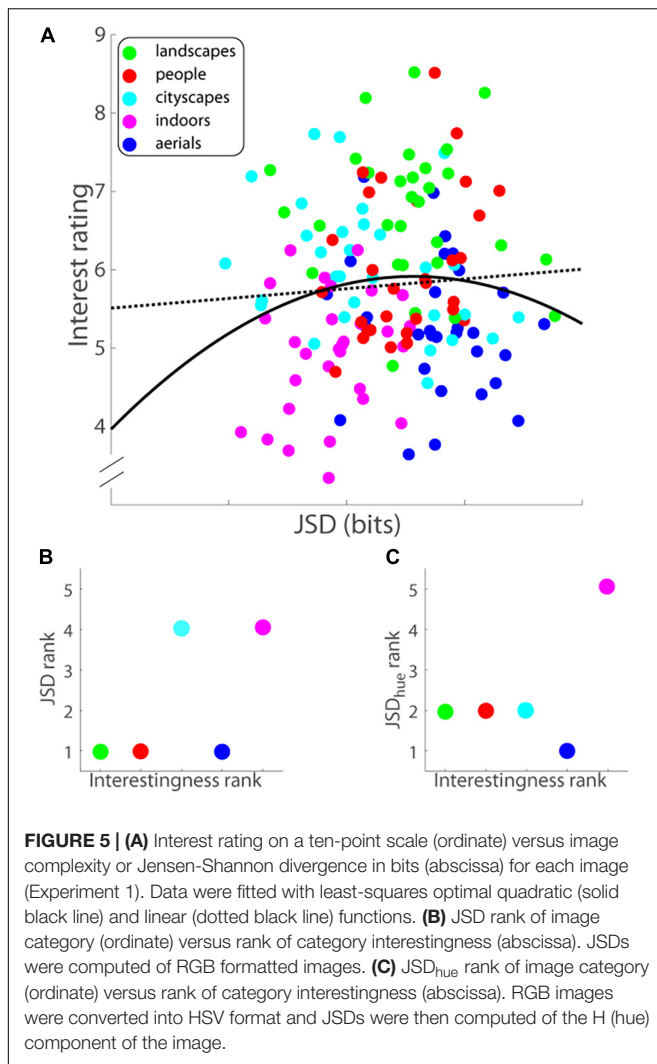 A
9
8
7
6
5
4
Interest rating
landscapes
people
cityscapes
indoors
aerials
JSD (bits)
B
5
4
3
2
1
JSD rank
Interestingness rank
C
5
4
3
2
1
JSDhue rank
Interestingness rank
FIGURE 5 | (A) Interest rating on a ten-point scale (ordinate) versus image
complexity or Jensen-Shannon divergence in bits (abscissa) for each image
(Experiment 1). Data were fitted with least-squares optimal quadratic (solid
black line) and linear (dotted black line) functions. (B) JSD rank of image
category (ordinate) versus rank of category interestingness (abscissa). JSDs
were computed of RGB formatted images. (C) JSDhue rank of image category
(ordinate) versus rank of category interestingness (abscissa). RGB images
were converted into HSV format and JSDs were then computed of the H (hue)
component of the image.